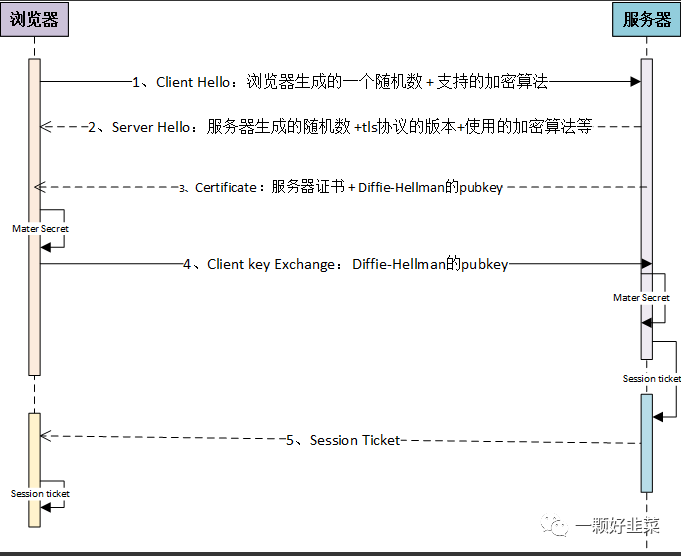 浏览器
服务器
1、Client Hello：浏览器生成的一个随机数 + 支持的加密算法
2、Server Hello：服务器生成的随机数 +tls协议的版本+使用的加密算法等
3、Certificate：服务器证书 + Diffie-Hellman的pubkey
Mater Secret
4、Client key Exchange：Diffie-Hellman的pubkey
Mater Secret
Session ticket
5、Session Ticket
Session ticket
一颗好韭菜